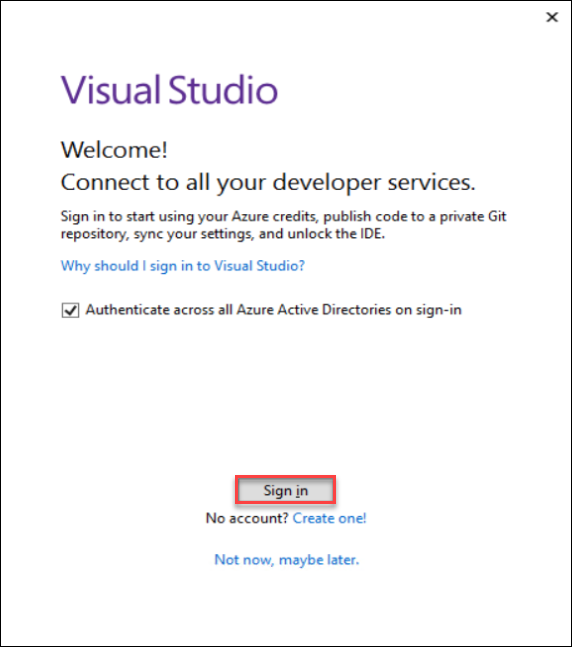 Visual Studio
Welcome!
Connect to all your developer services.
Sign in to start using your Azure credits, publish code to a private Git
repository, sync your settings, and unlock the IDE.
Why should I sign in to Visual Studio?
Authenticate across all Azure Active Directories on sign-in
Sign in
No account? Create one!
Not now, maybe later.